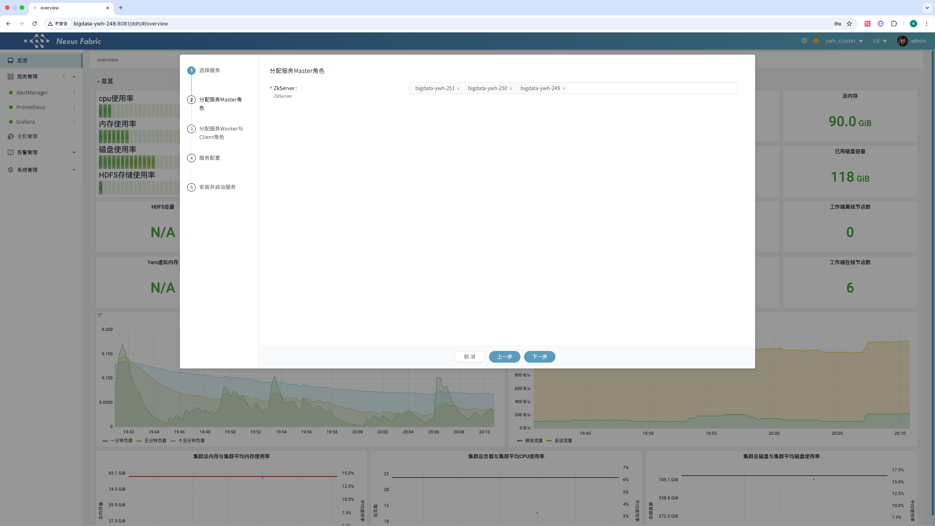 overview
不安全 bigdata-ywh-248:8081/ddh/#/overview
Nexus Fabric
ywh_cluster
US
admin
总览
overview
服务管理
AlertManager
Prometheus
Grafana
主机管理
告警管理
系统管理
总览
cpu使用率
内存使用率
磁盘使用率
HDFS存储使用率
HDFS总量
N/A
Yarn虚拟内存
N/A
1 选择服务
2 分配服务Master角
色
3 分配服务Worker与
Client角色
4 服务配置
5 安装并启动服务
分配服务Master角色
* ZkServer:
ZkServer
bigdata-ywh-251 ×
bigdata-ywh-250 ×
bigdata-ywh-249 ×
取 消
上一步
下一步
总内存
90.0 GiB
已用磁盘容量
118 GiB
工作端离线节点数
0
工作端在线节点数
6
0.200
0.150
0.100
0.0500
0
19:42 19:44 19:46 19:48 19:50 19:52 19:54 19:56 19:58 20:00 20:02 20:04 20:06 20:08 20:10
一分钟负载 五分钟负载 十五分钟负载
800 B/s
600 B/s
400 B/s
200 B/s
0 B/s
19:45 19:50 19:55 20:00 20:05 20:10
接收流量 发送流量
集群总内存与集群平均内存使用率
93.1 GiB
74.5 GiB
55.9 GiB
37.3 GiB
15.0%
12.5%
10.0%
7.5%
集群总负载与集群平均CPU使用率
25
20
15
10
7%
6%
5%
4%
3%
集群总磁盘与集群平均磁盘使用率
745.1 GiB
558.8 GiB
372.5 GiB
17.5%
15.0%
12.5%
10.0%
7.5%